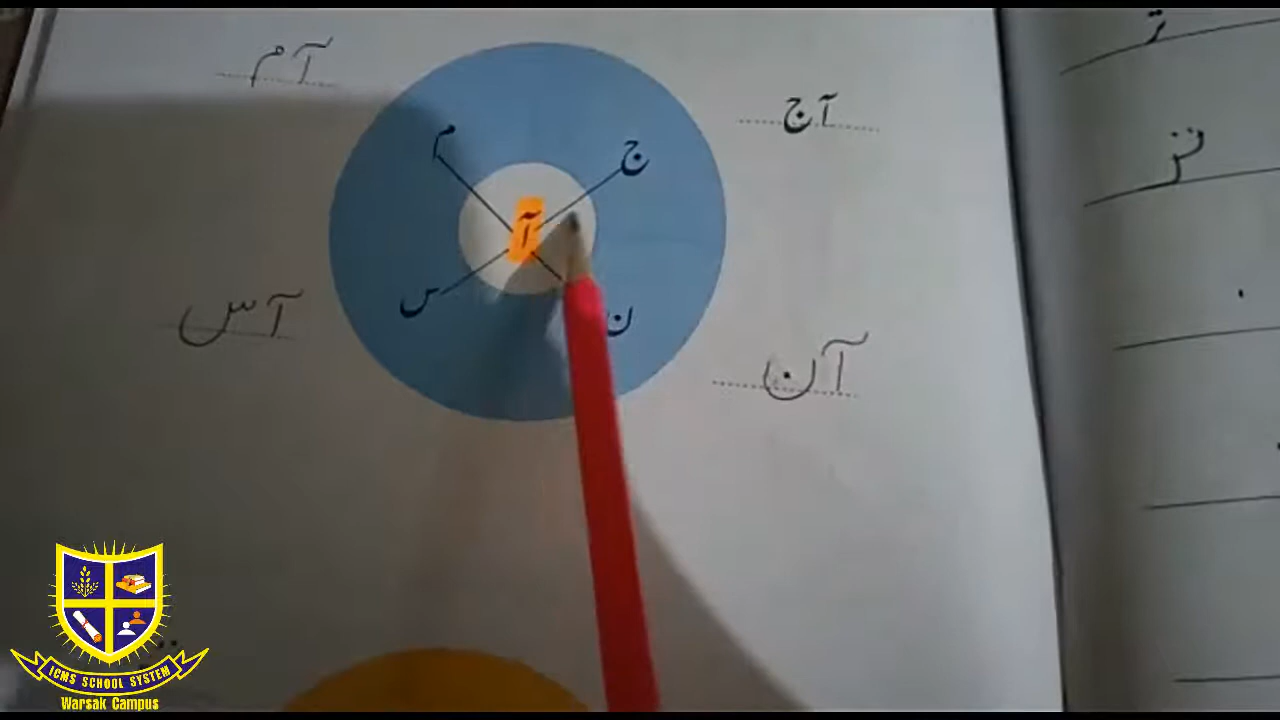 آم
آج
م
ج
آ
س
ن
آس
آن
ICMS SCHOOL SYSTEM
Warsak Campus